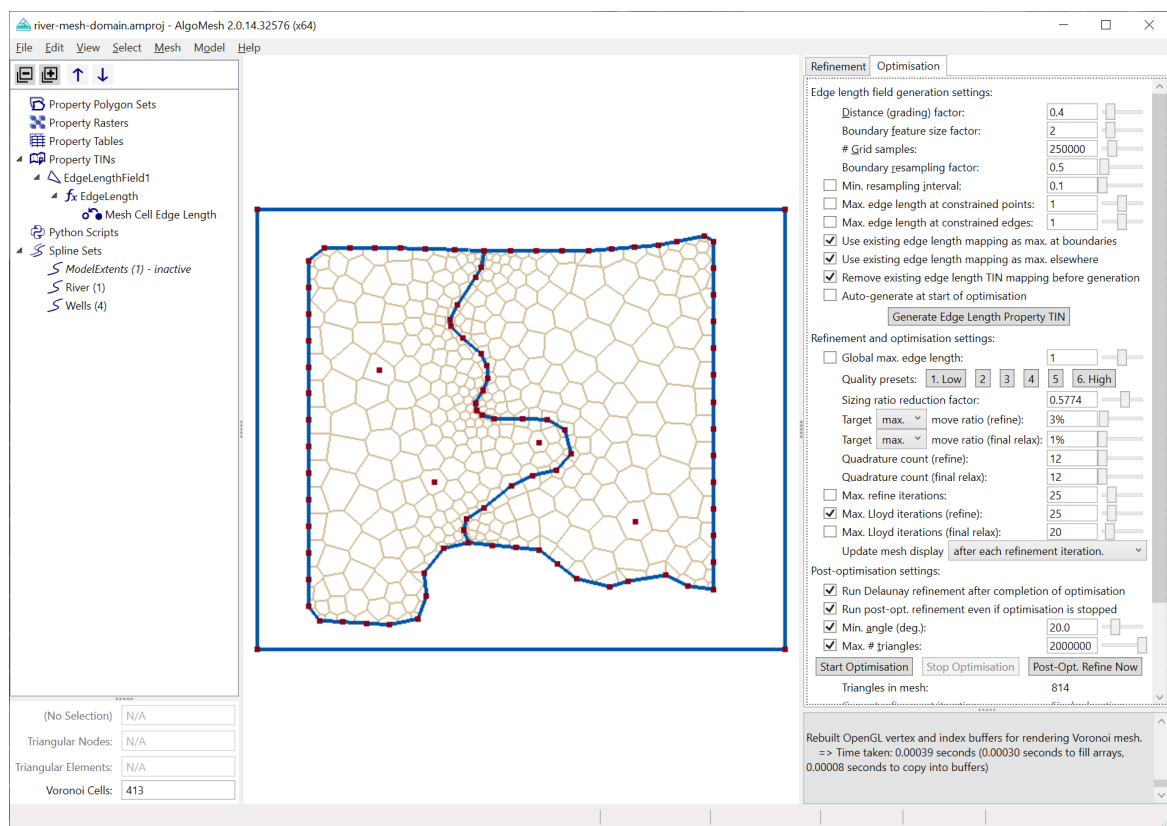 river-mesh-domain.amproj - AlgoMesh 2.0.14.32576 (x64)
File Edit View Select Mesh Model Help
Property Polygon Sets
Property Rasters
Property Tables
Property TINs
EdgeLengthField1
fx EdgeLength
Mesh Cell Edge Length
Python Scripts
Spline Sets
ModelExtents (1) - inactive
River (1)
Wells (4)
(No Selection) N/A
Triangular Nodes: N/A
Triangular Elements: N/A
Voronoi Cells: 413
Refinement Optimisation
Edge length field generation settings:
Distance (grading) factor: 0.4
Boundary feature size factor: 2
# Grid samples: 250000
Boundary resampling factor: 0.5
Min. resampling interval: 0.1
Max. edge length at constrained points: 1
Max. edge length at constrained edges: 1
Use existing edge length mapping as max. at boundaries
Use existing edge length mapping as max. elsewhere
Remove existing edge length TIN mapping before generation
Auto-generate at start of optimisation
Generate Edge Length Property TIN
Refinement and optimisation settings:
Global max. edge length: 1
Quality presets: 1. Low 2 3 4 5 6. High
Sizing ratio reduction factor: 0.5774
Target max. move ratio (refine): 3%
Target max. move ratio (final relax): 1%
Quadrature count (refine): 12
Quadrature count (final relax): 12
Max. refine iterations: 25
Max. Lloyd iterations (refine): 25
Max. Lloyd iterations (final relax): 20
Update mesh display after each refinement iteration.
Post-optimisation settings:
Run Delaunay refinement after completion of optimisation
Run post-opt. refinement even if optimisation is stopped
Min. angle (deg.): 20.0
Max. # triangles: 2000000
Start Optimisation Stop Optimisation Post-Opt. Refine Now
Triangles in mesh: 814
Rebuilt OpenGL vertex and index buffers for rendering Voronoi mesh.
=> Time taken: 0.00039 seconds (0.00030 seconds to fill arrays,
0.00008 seconds to copy into buffers)